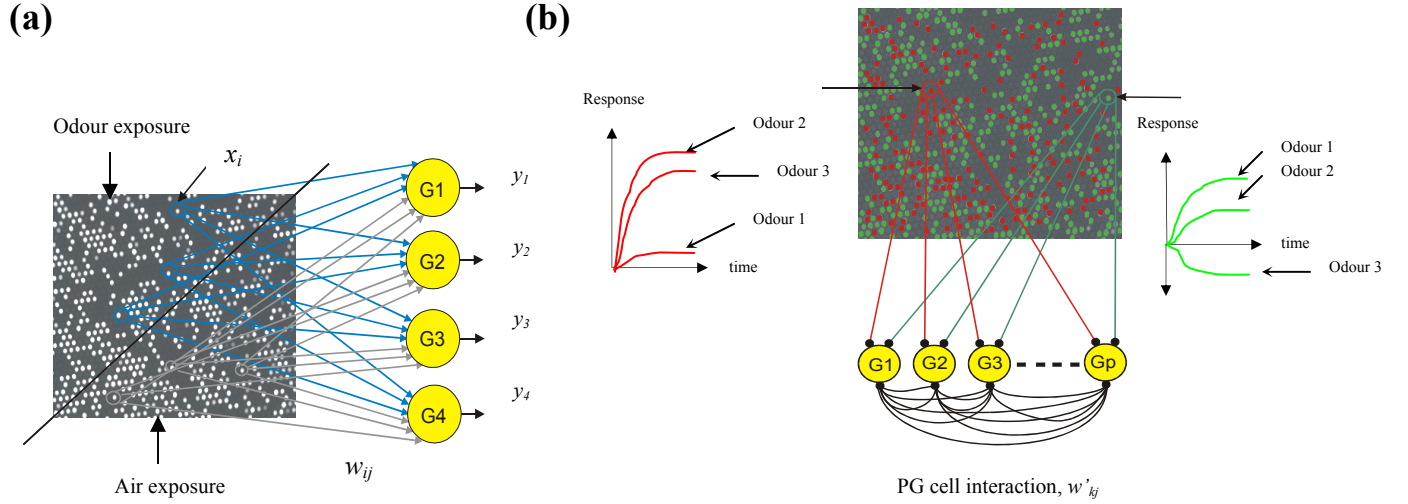 (a)
Odour exposure
x_i
G1
y_1
G2
y_2
G3
y_3
G4
y_4
w_ij
Air exposure
(b)
Response
Odour 2
Odour 3
Odour 1
time
Response
Odour 1
Odour 2
time
Odour 3
G1
G2
G3
Gp
PG cell interaction, w'_kj